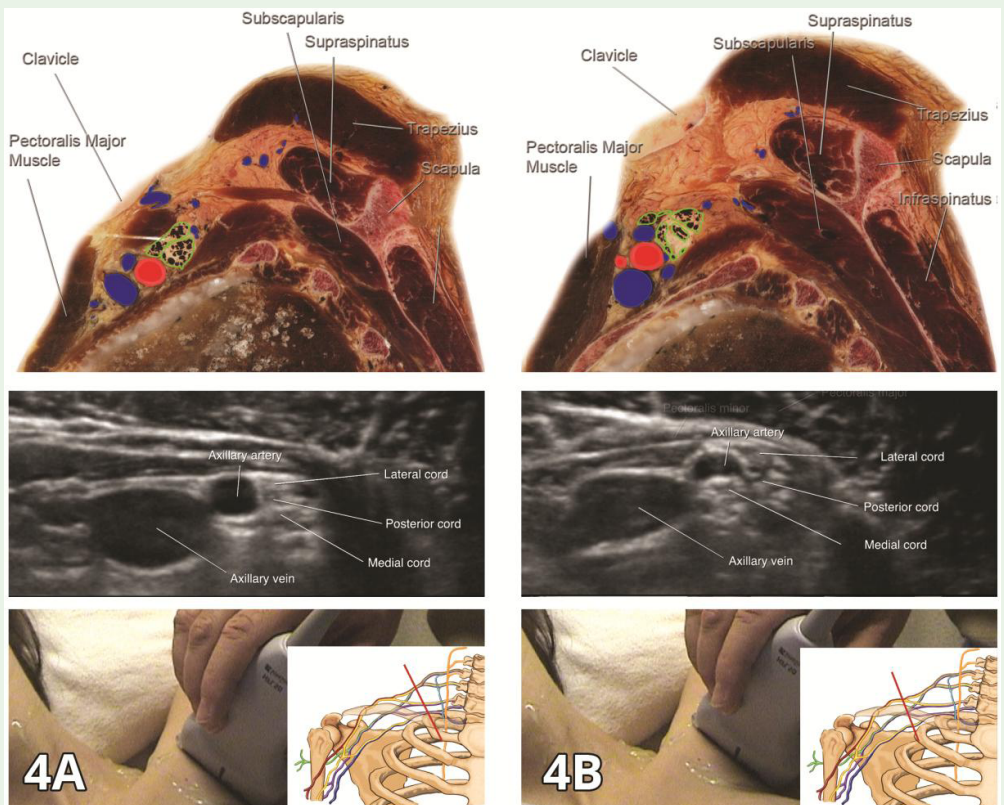 Subscapularis
Supraspinatus
Clavicle
Pectoralis Major
Muscle
Trapezius
Scapula
Supraspinatus
Subscapularis
Clavicle
Pectoralis Major
Muscle
Trapezius
Scapula
Infraspinatus
Axillary artery
Lateral cord
Posterior cord
Medial cord
Axillary vein
Pectoralis minor
Pectoralis major
Axillary artery
Lateral cord
Posterior cord
Medial cord
Axillary vein
4A
4B